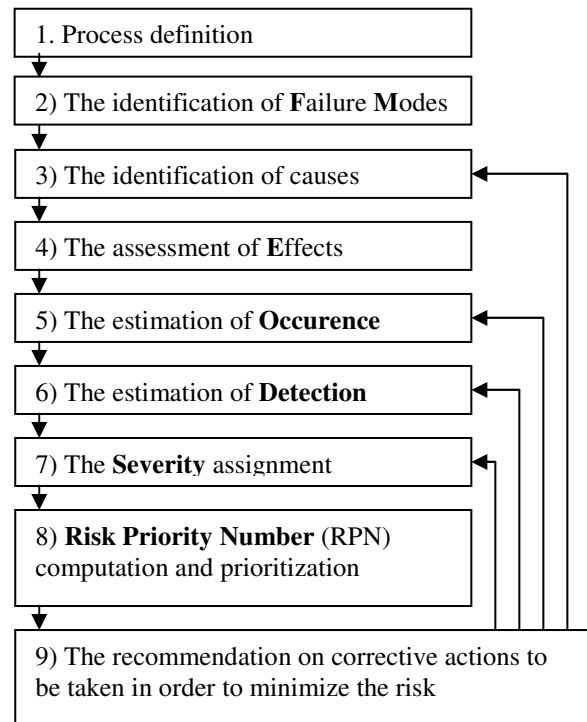 1. Process definition
2) The identification of Failure Modes
3) The identification of causes
4) The assessment of Effects
5) The estimation of Occurence
6) The estimation of Detection
7) The Severity assignment
8) Risk Priority Number (RPN)
computation and prioritization
9) The recommendation on corrective actions to
be taken in order to minimize the risk